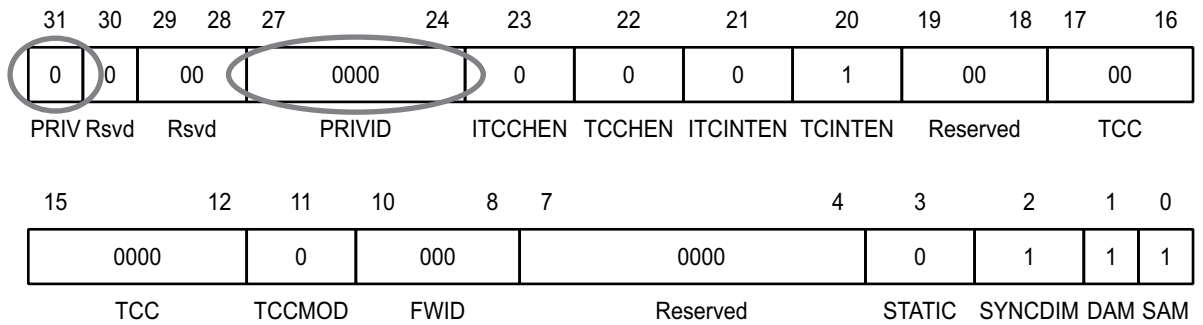 31 30 29 28 27 24 23 22 21 20 19 18 17 16
0 0 00 0000 0 0 0 1 00 00
PRIV Rsvd Rsvd PRIVID ITCCHEN TCCHEN ITCINTEN TCINTEN Reserved TCC
15 12 11 10 8 7 4 3 2 1 0
0000 0 000 0000 0 1 1 1
TCC TCCMOD FWID Reserved STATIC SYNCDIM DAM SAM